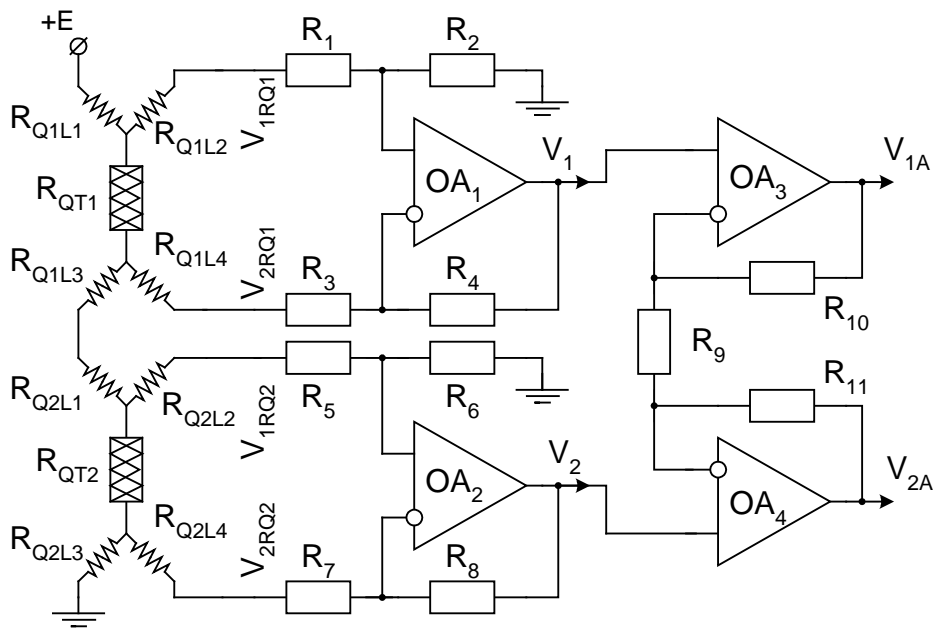 +E
R1
R2
RQ1L1
RQ1L2
V1RQ1
V1
V1A
OA1
OA3
RQT1
RQ1L4
V2RQ1
RQ1L3
R3
R4
R10
R9
RQ2L1
RQ2L2
V1RQ2
R5
R6
R11
RQT2
V2
V2A
OA2
OA4
RQ2L3
RQ2L4
V2RQ2
R7
R8